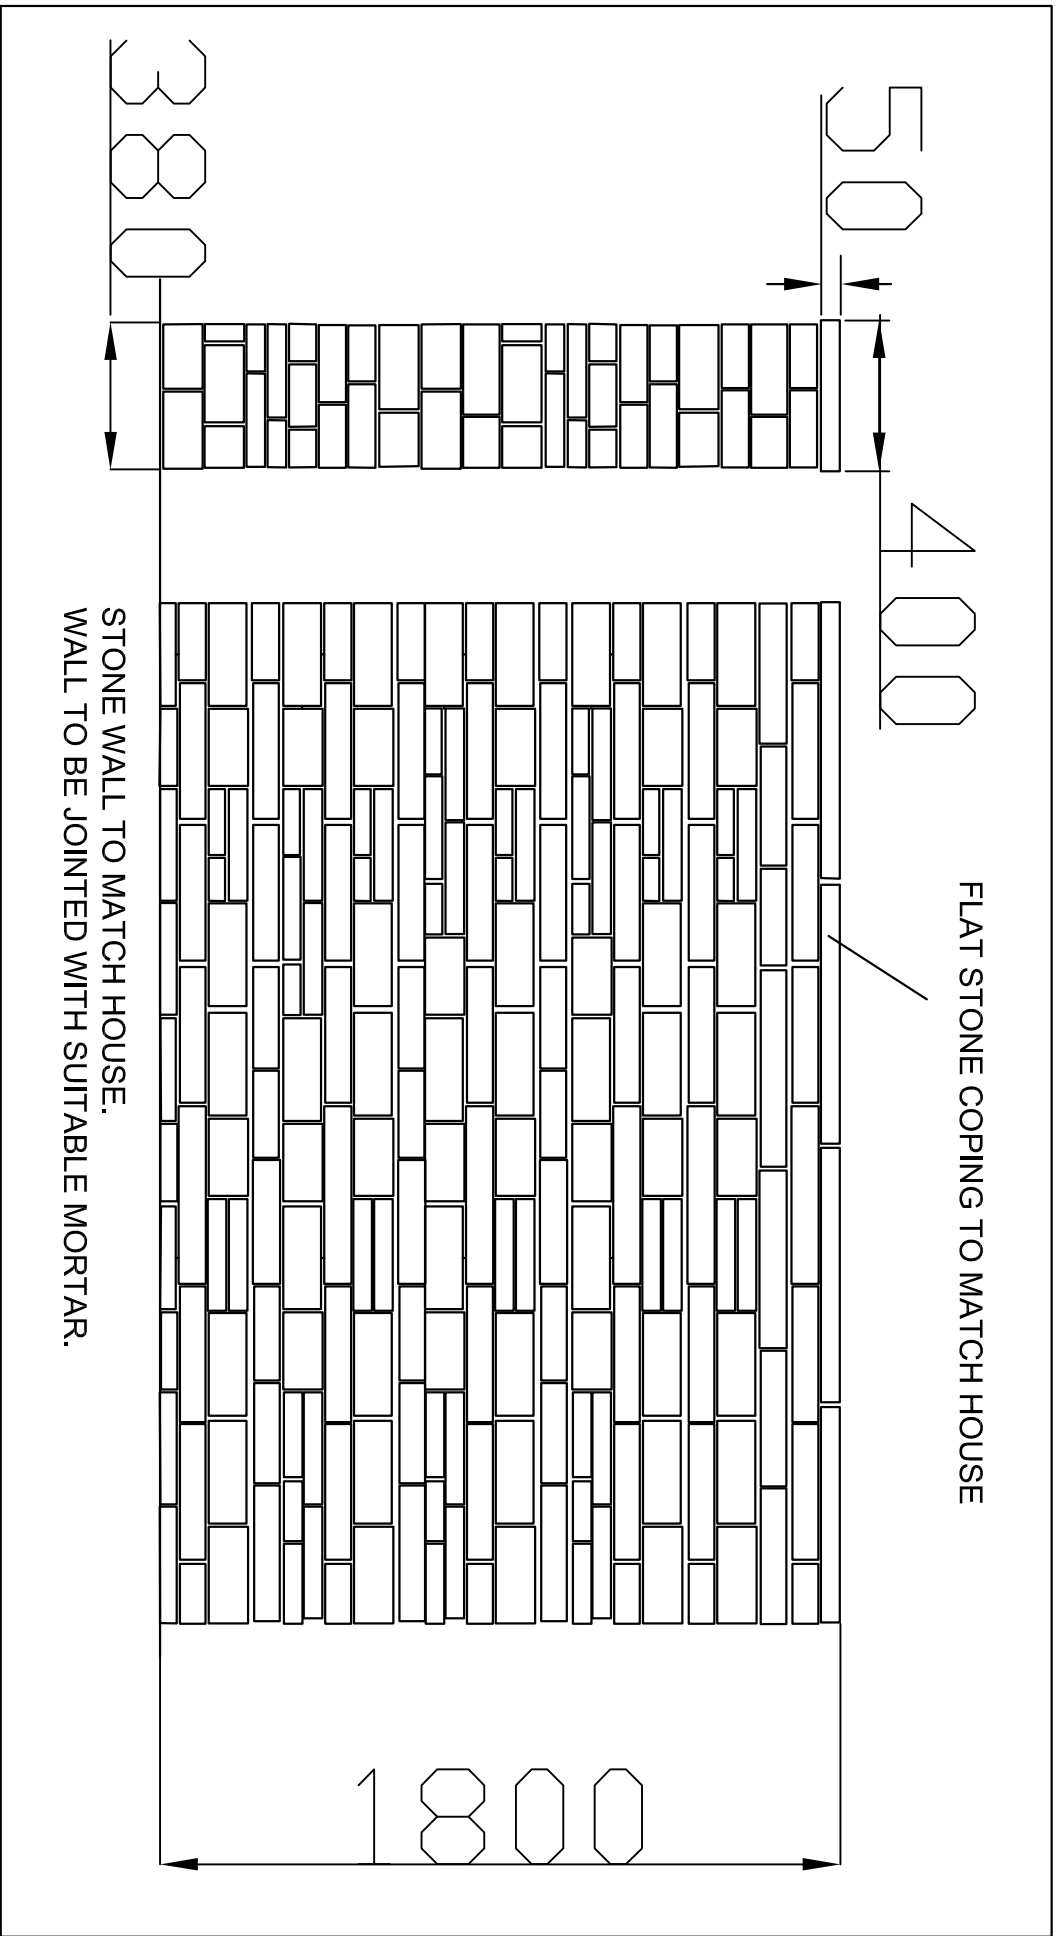 50
400
380
FLAT STONE COPING TO MATCH HOUSE
1800
STONE WALL TO MATCH HOUSE.
WALL TO BE JOINTED WITH SUITABLE MORTAR.